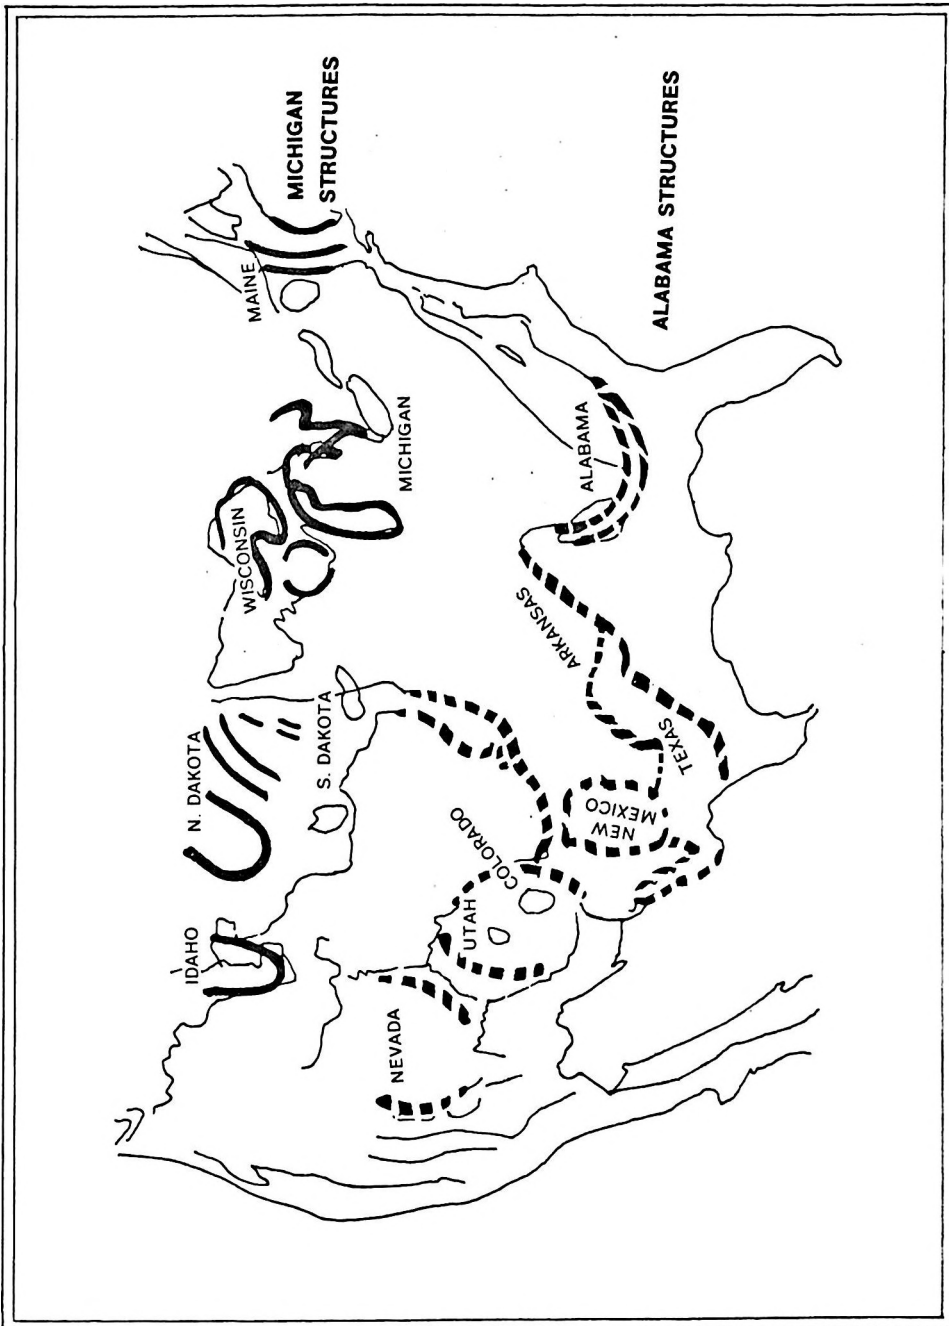 MICHIGAN
STRUCTURES
MAINE
IDAHO
N. DAKOTA
WISCONSIN
S. DAKOTA
MICHIGAN
NEVADA
UTAH
COLORADO
ARKANSAS
ALABAMA
NEW
MEXICO
TEXAS
ALABAMA STRUCTURES